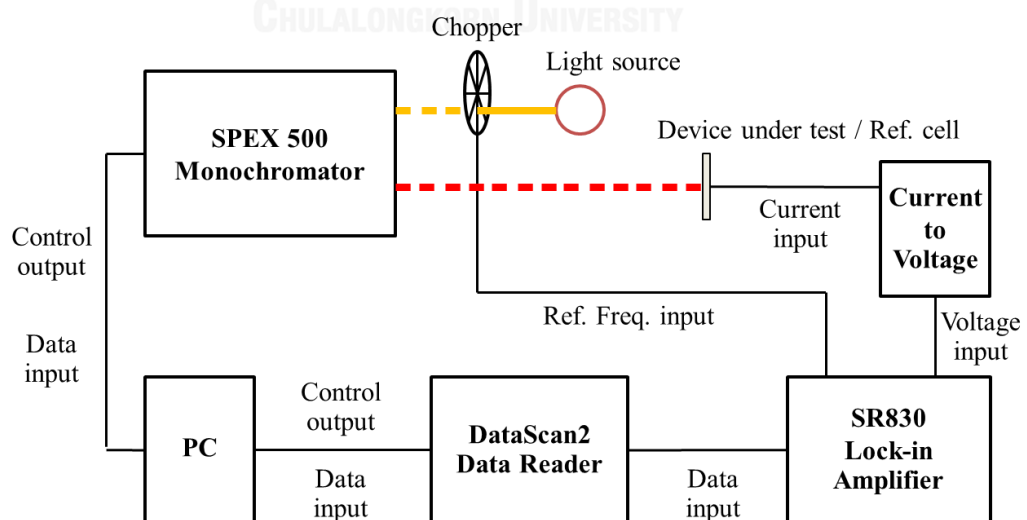 CHULALONGKORN UNIVERSITY
Chopper
Light source
SPEX 500
Monochromator
Device under test / Ref. cell
Current
to
Voltage
Current
input
Control
output
Ref. Freq. input
Voltage
input
Data
input
Control
output
PC
DataScan2
Data Reader
SR830
Lock-in
Amplifier
Data
input
Data
input